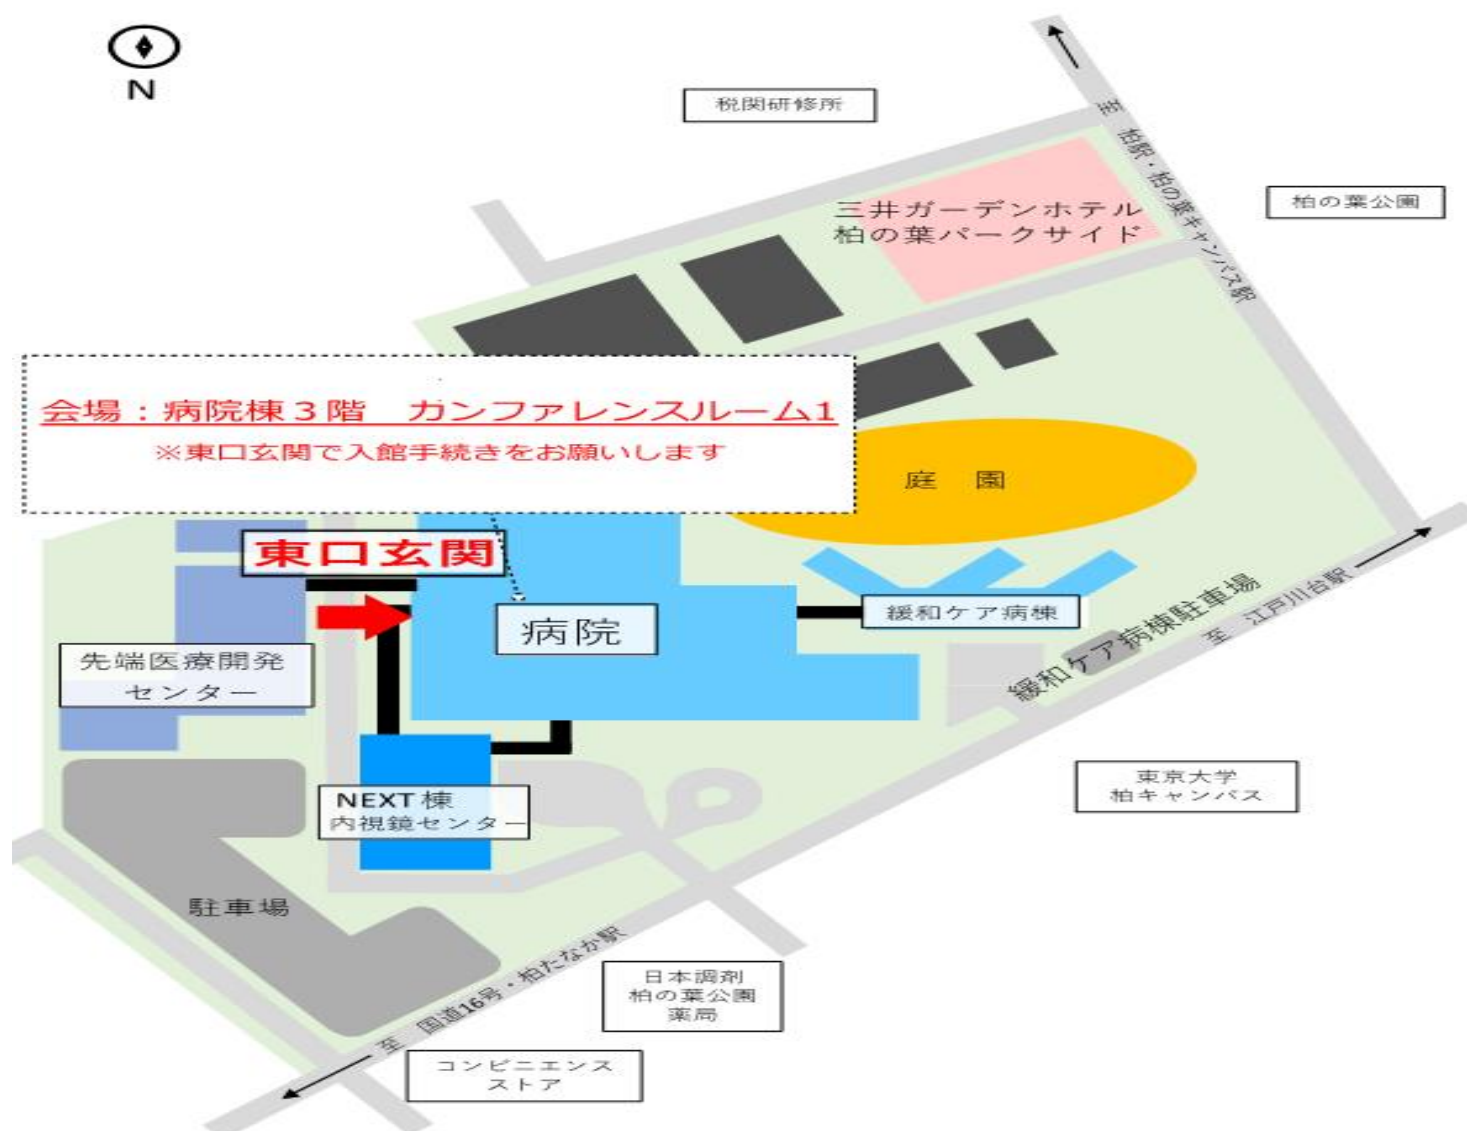 N
税関研修所
至　柏駅・柏の葉キャンパス駅
柏の葉公園
三井ガーデンホテル
柏の葉パークサイド
会場：病院棟３階　カンファレンスルーム1
※東口玄関で入館手続きをお願いします
庭　園
東口玄関
病院
緩和ケア病棟
緩和ケア病棟駐車場
至　江戸川台駅
先端医療開発
センター
東京大学
柏キャンパス
NEXT棟
内視鏡センター
駐車場
至　国道16号・柏たなか駅
日本調剤
柏の葉公園
薬局
コンビニエンス
ストア